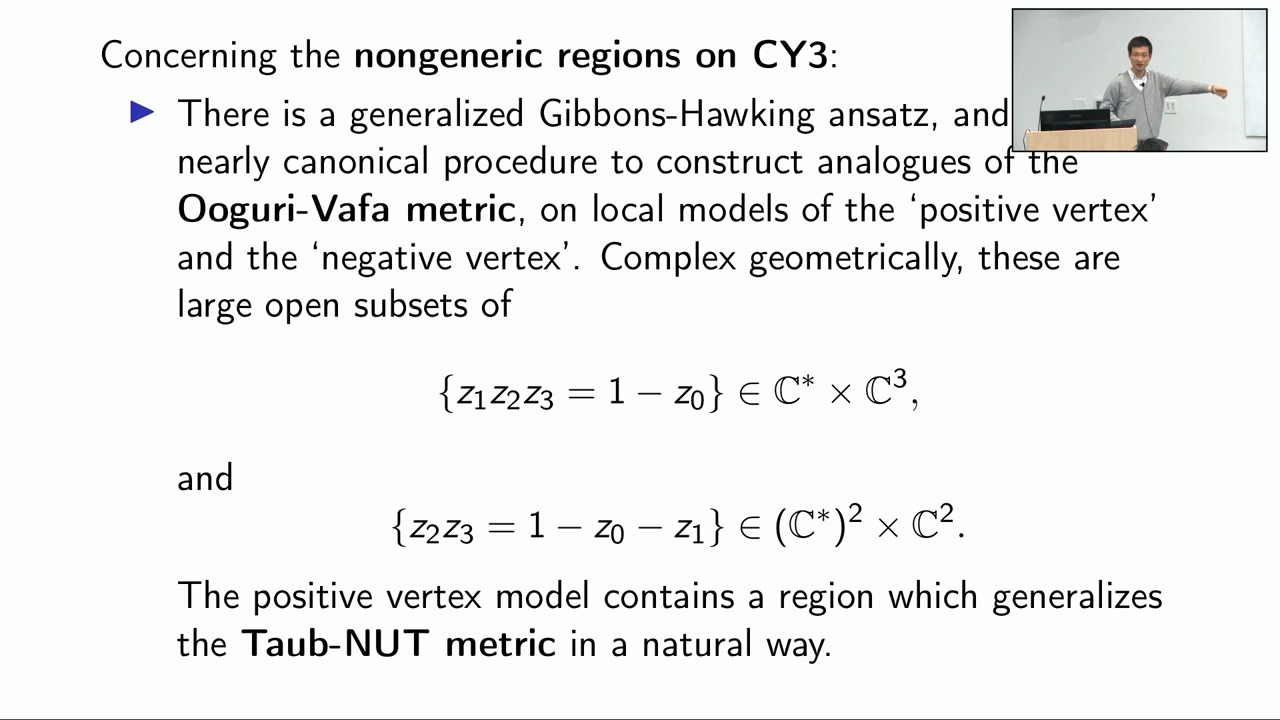 Concerning the nongeneric regions on CY3:
▶ There is a generalized Gibbons-Hawking ansatz, and
nearly canonical procedure to construct analogues of the
Ooguri-Vafa metric, on local models of the ‘positive vertex’
and the ‘negative vertex’. Complex geometrically, these are
large open subsets of
{z₁z₂z₃ = 1 − z₀} ∈ ℂ* × ℂ³,
and
{z₂z₃ = 1 − z₀ − z₁} ∈ (ℂ*)² × ℂ².
The positive vertex model contains a region which generalizes
the Taub-NUT metric in a natural way.